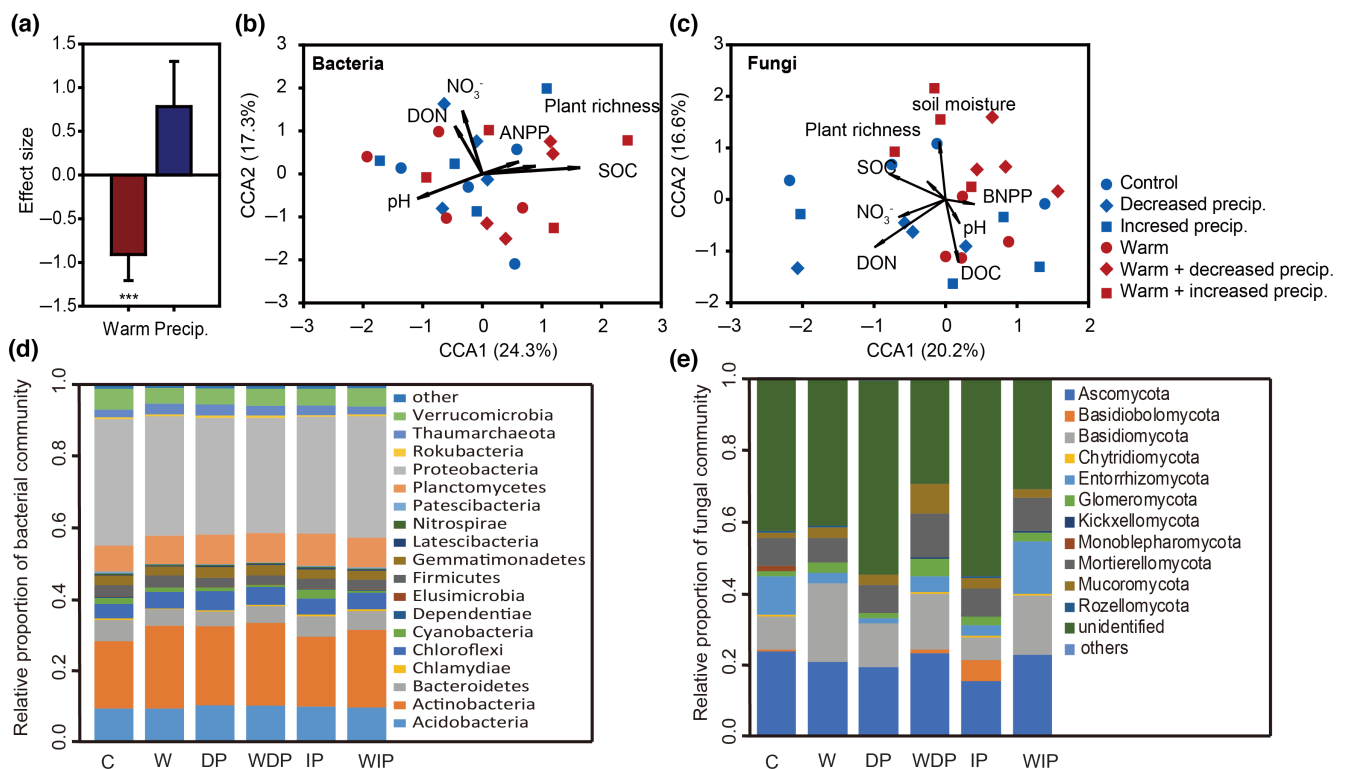 (a)
1.5
1.0
0.5
0.0
−0.5
−1.0
−1.5
Effect size
***
Warm Precip.
(b)
Bacteria
3
2
1
0
−1
−2
−3
CCA2 (17.3%)
NO3-
DON
Plant richness
ANPP
SOC
pH
−3
−2
−1
0
1
2
3
CCA1 (24.3%)
(c)
Fungi
3
2
1
0
−1
−2
CCA2 (16.6%)
soil moisture
Plant richness
SOC
BNPP
NO3-
pH
DON
DOC
−3
−2
−1
0
1
2
CCA1 (20.2%)
Control
Decreased precip.
Incresed precip.
Warm
Warm + decreased precip.
Warm + increased precip.
(d)
Relative proportion of bacterial community
1.0
0.8
0.6
0.4
0.2
0.0
C
W
DP
WDP
IP
WIP
other
Verrucomicrobia
Thaumarchaeota
Rokubacteria
Proteobacteria
Planctomycetes
Patescibacteria
Nitrospirae
Latescibacteria
Gemmatimonadetes
Firmicutes
Elusimicrobia
Dependentiae
Cyanobacteria
Chloroflexi
Chlamydiae
Bacteroidetes
Actinobacteria
Acidobacteria
(e)
Relative proportion of fungal community
1.0
0.8
0.6
0.4
0.2
0.0
C
W
DP
WDP
IP
WIP
Ascomycota
Basidiobolomycota
Basidiomycota
Chytridiomycota
Entorrhizomycota
Glomeromycota
Kickxellomycota
Monoblepharomycota
Mortierellomycota
Mucoromycota
Rozellomycota
unidentified
others